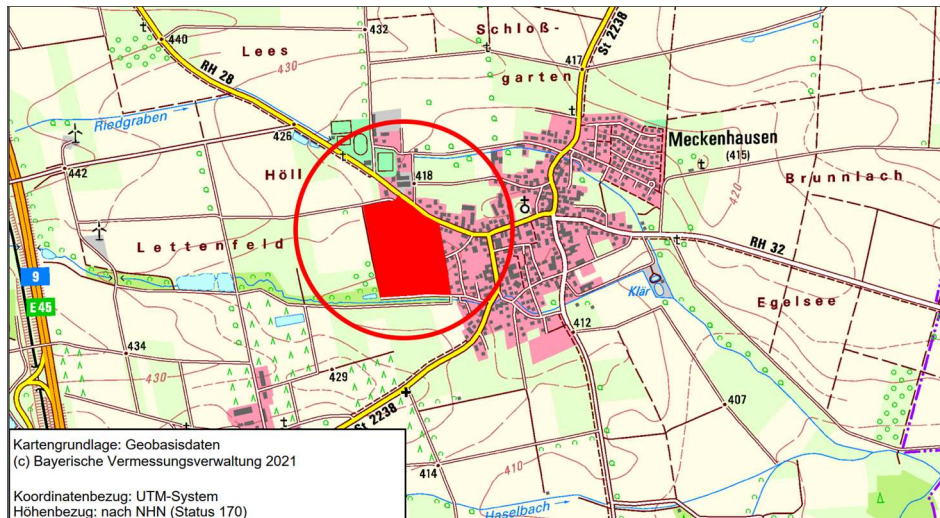 432
Schloß-
440
Lees
430
St 2238
417
garten
RH 28
Riedgraben
426
Meckenhausen
(415)
442
Höll
418
420
Brunnlach
Lettenfeld
RH 32
9
E 45
Klär
Egelsee
412
434
430
429
407
St 2238
414
410
Haselbach
Kartengrundlage: Geobasisdaten
(c) Bayerische Vermessungsverwaltung 2021
Koordinatenbezug: UTM-System
Höhenbezug: nach NHN (Status 170)